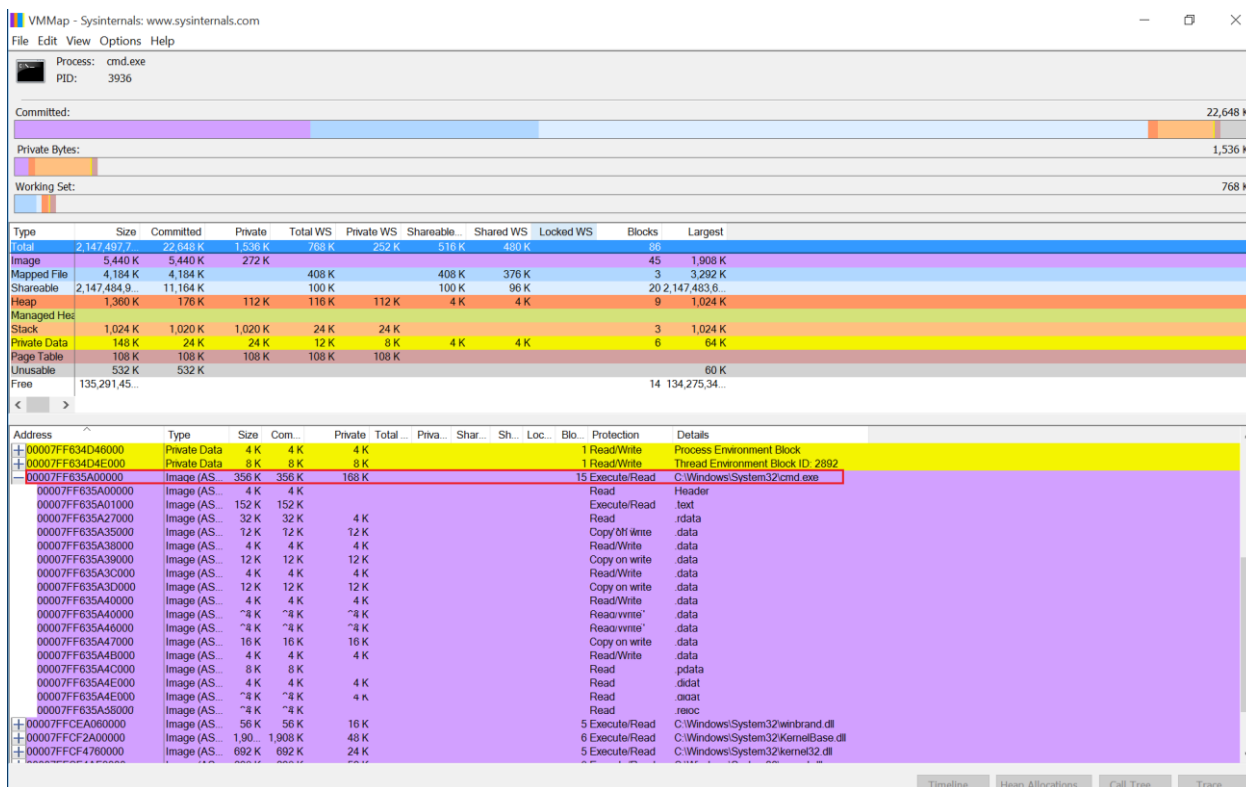 VMMap - Sysinternals: www.sysinternals.com
File Edit View Options Help
Process: cmd.exe
PID: 3936
Committed: 22,648 K
Private Bytes: 1,536 K
Working Set: 768 K
Type Size Committed Private Total WS Private WS Shareable... Shared WS Locked WS Blocks Largest
Total 2,147,497,7... 22,648 K 1,536 K 768 K 252 K 516 K 480 K 86
Image 5,440 K 5,440 K 272 K 45 1,908 K
Mapped File 4,184 K 4,184 K 408 K 408 K 376 K 3 3,292 K
Shareable 2,147,484,9... 11,164 K 100 K 100 K 96 K 20 2,147,483,6...
Heap 1,360 K 176 K 112 K 116 K 112 K 4 K 4 K 9 1,024 K
Managed Hea
Stack 1,024 K 1,020 K 1,020 K 24 K 24 K 3 1,024 K
Private Data 148 K 24 K 24 K 12 K 8 K 4 K 4 K 6 64 K
Page Table 108 K 108 K 108 K 108 K 108 K
Unusable 532 K 532 K 60 K
Free 135,291,45... 14 134,275,34...
Address Type Size Com... Private Total ... Priva... Shar... Sh... Loc... Blo... Protection Details
00007FF634D46000 Private Data 4 K 4 K 4 K 1 Read/Write Process Environment Block
00007FF634D4E000 Private Data 8 K 8 K 8 K 1 Read/Write Thread Environment Block ID: 2892
00007FF635A00000 Image (AS... 356 K 356 K 168 K 15 Execute/Read C:\Windows\System32\cmd.exe
00007FF635A00000 Image (AS... 4 K 4 K Read Header
00007FF635A01000 Image (AS... 152 K 152 K Execute/Read .text
00007FF635A27000 Image (AS... 32 K 32 K 4 K Read .rdata
00007FF635A35000 Image (AS... 12 K 12 K 12 K .data
00007FF635A38000 Image (AS... 4 K 4 K 4 K Read/Write .data
00007FF635A39000 Image (AS... 12 K 12 K 12 K Copy on write .data
00007FF635A3C000 Image (AS... 4 K 4 K 4 K Read/Write .data
00007FF635A3D000 Image (AS... 12 K 12 K 12 K Copy on write .data
00007FF635A40000 Image (AS... 4 K 4 K 4 K Read/Write .data
00007FF635A40000 Image (AS... .data
00007FF635A46000 Image (AS... .data
00007FF635A47000 Image (AS... 16 K 16 K 16 K Copy on write .data
00007FF635A4B000 Image (AS... 4 K 4 K 4 K Read/Write .data
00007FF635A4C000 Image (AS... 8 K 8 K Read .pdata
00007FF635A4E000 Image (AS... 4 K 4 K 4 K Read .didat
00007FF635A4E000 Image (AS... 4 K Read
Image (AS... Read
00007FFCEA060000 Image (AS... 56 K 56 K 16 K 5 Execute/Read C:\Windows\System32\winbrand.dll
00007FFCF2A00000 Image (AS... 1,90... 1,908 K 48 K 6 Execute/Read C:\Windows\System32\KernelBase.dll
00007FFCF4760000 Image (AS... 692 K 692 K 24 K 5 Execute/Read C:\Windows\System32\kernel32.dll
Timeline... Heap Allocations... Call Tree... Trace...